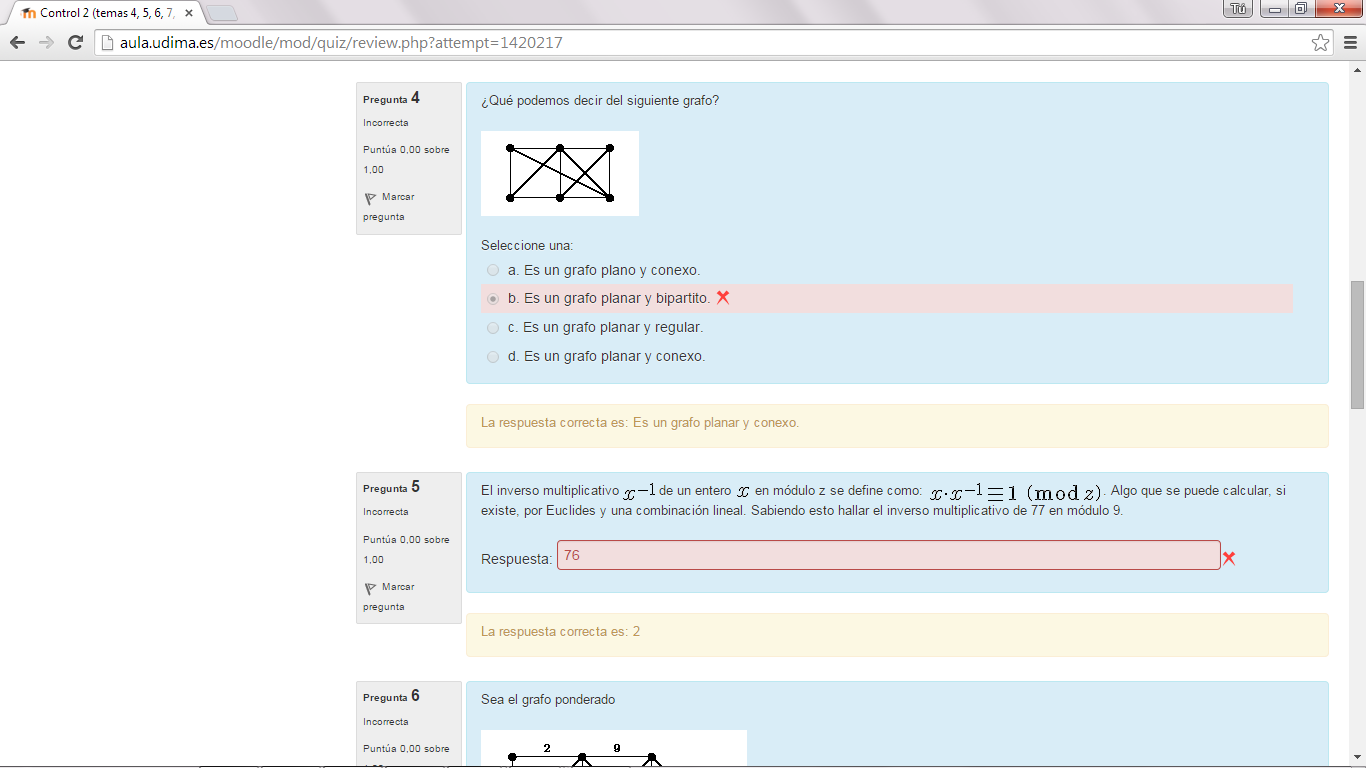 Control 2 (temas 4, 5, 6, 7,
Tú
aula.udima.es/moodle/mod/quiz/review.php?attempt=1420217
Pregunta 4
Incorrecta
Puntúa 0,00 sobre
1,00
Marcar
pregunta
¿Qué podemos decir del siguiente grafo?
Seleccione una:
a. Es un grafo plano y conexo.
b. Es un grafo planar y bipartito.
c. Es un grafo planar y regular.
d. Es un grafo planar y conexo.
La respuesta correcta es: Es un grafo planar y conexo.
Pregunta 5
Incorrecta
Puntúa 0,00 sobre
1,00
Marcar
pregunta
El inverso multiplicativo x⁻¹ de un entero x en módulo z se define como: x·x⁻¹≡1 (mod z). Algo que se puede calcular, si
existe, por Euclides y una combinación lineal. Sabiendo esto hallar el inverso multiplicativo de 77 en módulo 9.
Respuesta: 76
La respuesta correcta es: 2
Pregunta 6
Incorrecta
Puntúa 0,00 sobre
Sea el grafo ponderado
2 9